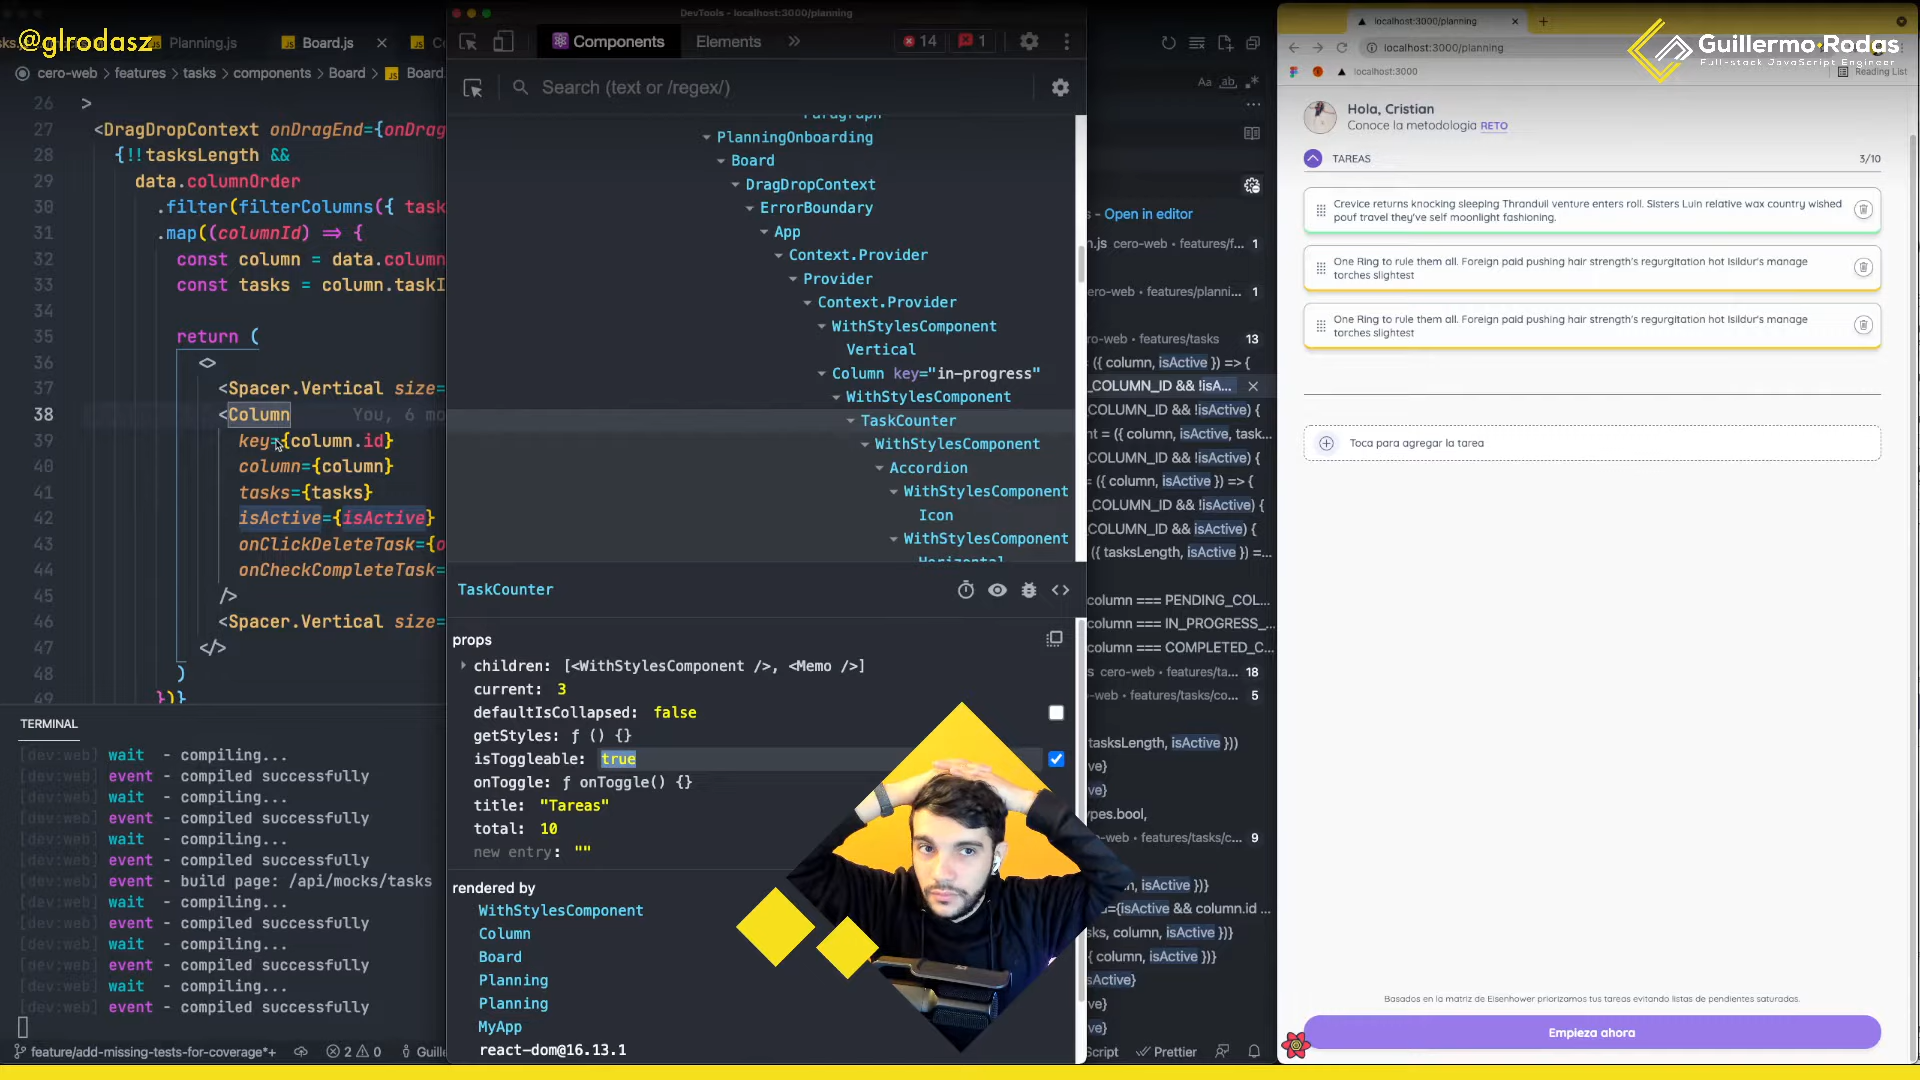 @glrodasz
Planning.js
Board.js
cero-web > features > tasks > components > Board > Board.
26 >
27 <DragDropContext onDragEnd={onDrag
28 {!!tasksLength &&
29 data.columnOrder
30 .filter(filterColumns({ task
31 .map((columnId) => {
32 const column = data.column
33 const tasks = column.taskI
34
35 return (
36 <>
37 <Spacer.Vertical size=
38 <Column You, 6 mo
39 key={column.id}
40 column={column}
41 tasks={tasks}
42 isActive={isActive}
43 onClickDeleteTask={o
44 onCheckCompleteTask=
45 />
46 <Spacer.Vertical size=
47 </>
48 )
49 })}
TERMINAL
[dev:web] wait - compiling...
[dev:web] event - compiled successfully
[dev:web] wait - compiling...
[dev:web] event - compiled successfully
[dev:web] wait - compiling...
[dev:web] event - compiled successfully
[dev:web] event - build page: /api/mocks/tasks
[dev:web] wait - compiling...
[dev:web] event - compiled successfully
[dev:web] wait - compiling...
[dev:web] event - compiled successfully
[dev:web] wait - compiling...
[dev:web] event - compiled successfully
feature/add-missing-tests-for-coverage*+ 2 0 Guille
DevTools - localhost:3000/planning
Components Elements 14 1
Search (text or /regex/)
Paragraph
PlanningOnboarding
Board
DragDropContext
ErrorBoundary
App
Context.Provider
Provider
Context.Provider
WithStylesComponent
Vertical
Column key="in-progress"
WithStylesComponent
TaskCounter
WithStylesComponent
Accordion
WithStylesComponent
Icon
WithStylesComponent
Horizontal
TaskCounter
props
children: [<WithStylesComponent />, <Memo />]
current: 3
defaultIsCollapsed: false
getStyles: ƒ () {}
isToggleable: true
onToggle: ƒ onToggle() {}
title: "Tareas"
total: 10
new entry: ""
rendered by
WithStylesComponent
Column
Board
Planning
Planning
MyApp
react-dom@16.13.1
Aa ab
- Open in editor
n.js cero-web • features/f... 1
ero-web • features/planni... 1
ero-web • features/tasks 13
({ column, isActive }) => {
_COLUMN_ID && !isA...
_COLUMN_ID && !isActive) {
nt = ({ column, isActive, task...
_COLUMN_ID && !isActive) {
= ({ column, isActive }) => {
COLUMN_ID && isActive) {
COLUMN_ID && isActive) {
({ tasksLength, isActive }) =...
column === PENDING_COL...
column === IN_PROGRESS_...
column === COMPLETED_C...
s cero-web • features/ta... 18
-web • features/tasks/co... 5
tasksLength, isActive }))
ve}
ve}
ypes.bool,
-web • features/tasks/c... 9
n, isActive })}
d={isActive && column.id ...
sks, column, isActive })}
{ column, isActive })}
sActive}
ve}
ve}
Script Prettier
localhost:3000/planning
localhost:3000/planning
localhost:3000 Reading List
Guillermo Rodas
Full-stack JavaScript Engineer
Hola, Cristian
Conoce la metodología RETO
TAREAS 3/10
Crevice returns knocking sleeping Thranduil venture enters roll. Sisters Luin relative wax country wished
pouf travel they've self moonlight fashioning.
One Ring to rule them all. Foreign paid pushing hair strength's regurgitation hot Isildur's manage
torches slightest
One Ring to rule them all. Foreign paid pushing hair strength's regurgitation hot Isildur's manage
torches slightest
Toca para agregar la tarea
Basados en la matriz de Eisenhower priorizamos tus tareas evitando listas de pendientes saturadas.
Empieza ahora